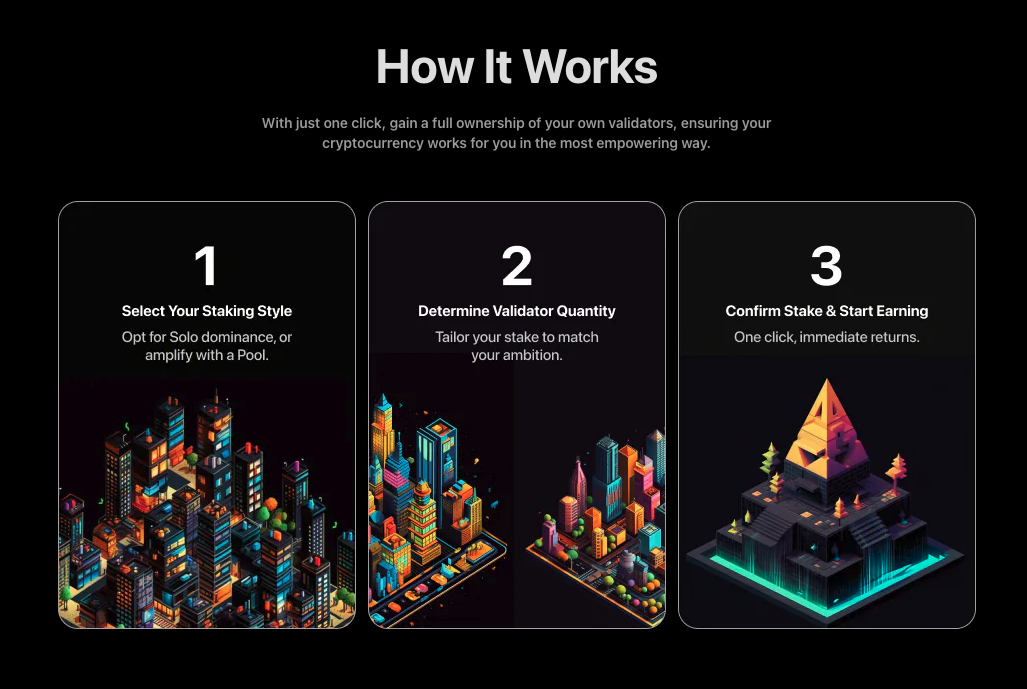 How It Works
With just one click, gain a full ownership of your own validators, ensuring your
cryptocurrency works for you in the most empowering way.
1
Select Your Staking Style
Opt for Solo dominance, or
amplify with a Pool.
2
Determine Validator Quantity
Tailor your stake to match
your ambition.
3
Confirm Stake & Start Earning
One click, immediate returns.